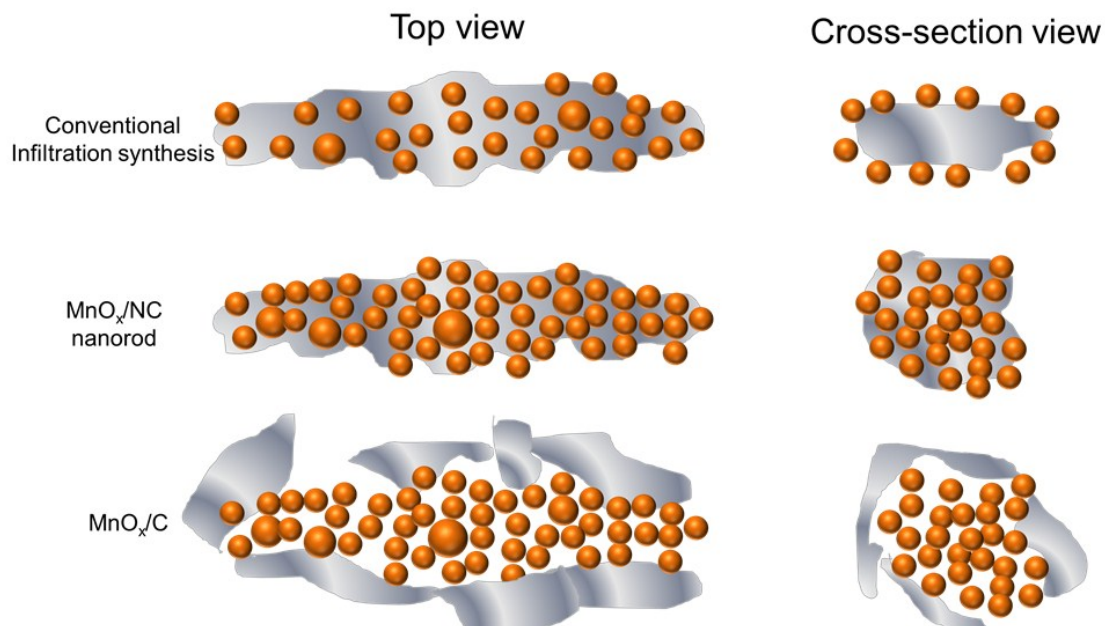 Top view
Cross-section view
Conventional
Infiltration synthesis
MnOₓ/NC
nanorod
MnOₓ/C